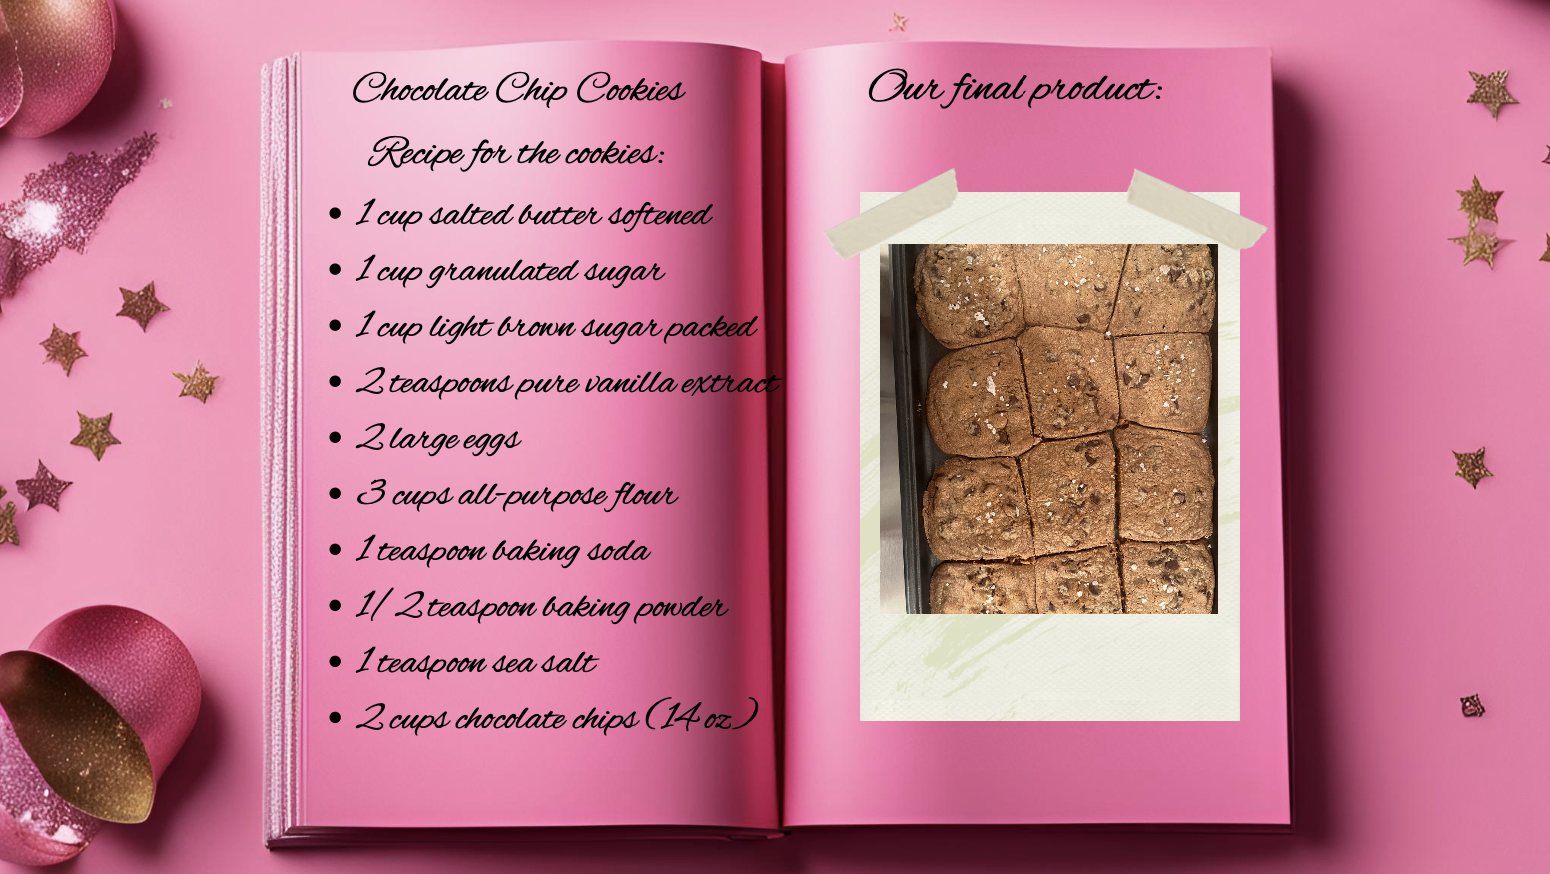 Chocolate Chip Cookies
Recipe for the cookies:
• 1 cup salted butter softened
• 1 cup granulated sugar
• 1 cup light brown sugar packed
• 2 teaspoons pure vanilla extract
• 2 large eggs
• 3 cups all-purpose flour
• 1 teaspoon baking soda
• 1/2 teaspoon baking powder
• 1 teaspoon sea salt
• 2 cups chocolate chips (14 oz)
Our final product: